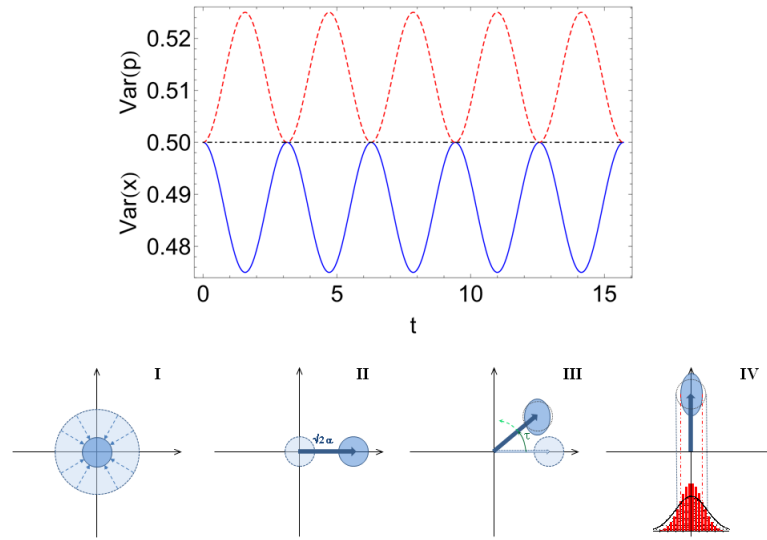 0.52
0.51
0.50
0.49
0.48
Var(p)
Var(x)
0 5 10 15
t
I
II
III
IV
√2 α
τ